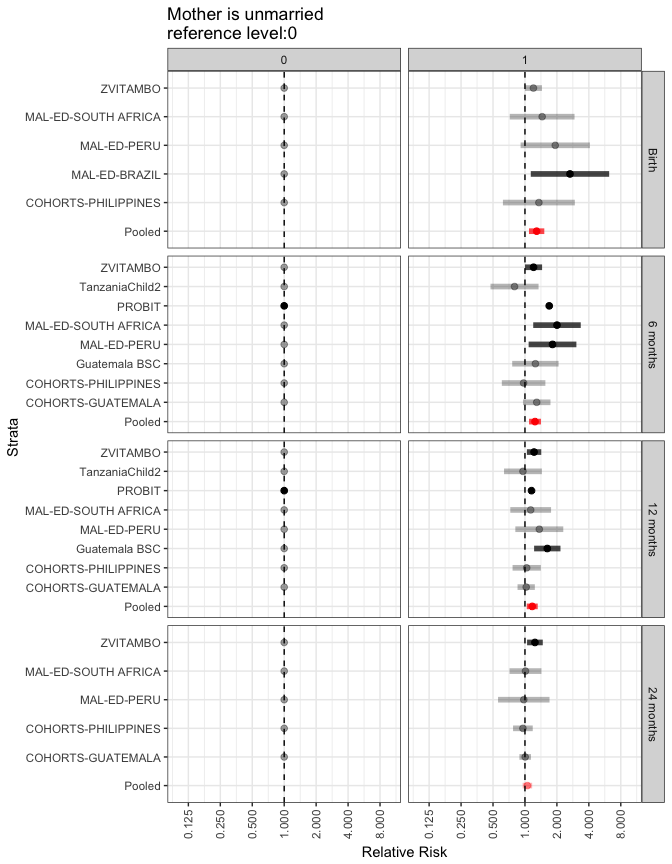 Mother is unmarried
reference level:0
0
1
ZVITAMBO
MAL-ED-SOUTH AFRICA
MAL-ED-PERU
MAL-ED-BRAZIL
COHORTS-PHILIPPINES
Pooled
Birth
ZVITAMBO
TanzaniaChild2
PROBIT
MAL-ED-SOUTH AFRICA
MAL-ED-PERU
Guatemala BSC
COHORTS-PHILIPPINES
COHORTS-GUATEMALA
Pooled
6 months
Strata
ZVITAMBO
TanzaniaChild2
PROBIT
MAL-ED-SOUTH AFRICA
MAL-ED-PERU
Guatemala BSC
COHORTS-PHILIPPINES
COHORTS-GUATEMALA
Pooled
12 months
ZVITAMBO
MAL-ED-SOUTH AFRICA
MAL-ED-PERU
COHORTS-PHILIPPINES
COHORTS-GUATEMALA
Pooled
24 months
0.125 0.250 0.500 1.000 2.000 4.000 8.000
0.125 0.250 0.500 1.000 2.000 4.000 8.000
Relative Risk